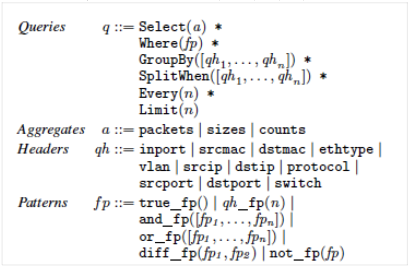 Queries q ::= Select(a) *
Where(fp) *
GroupBy([qh1,...,qhn]) *
SplitWhen([qh1,...,qhn]) *
Every(n) *
Limit(n)
Aggregates a ::= packets | sizes | counts
Headers qh ::= inport | srcmac | dstmac | ethtype |
vlan | srcip | dstip | protocol |
srcport | dstport | switch
Patterns fp ::= true_fp() | qh_fp(n) |
and_fp([fp1,...,fpn]) |
or_fp([fp1,...,fpn]) |
diff_fp(fp1,fp2) | not_fp(fp)